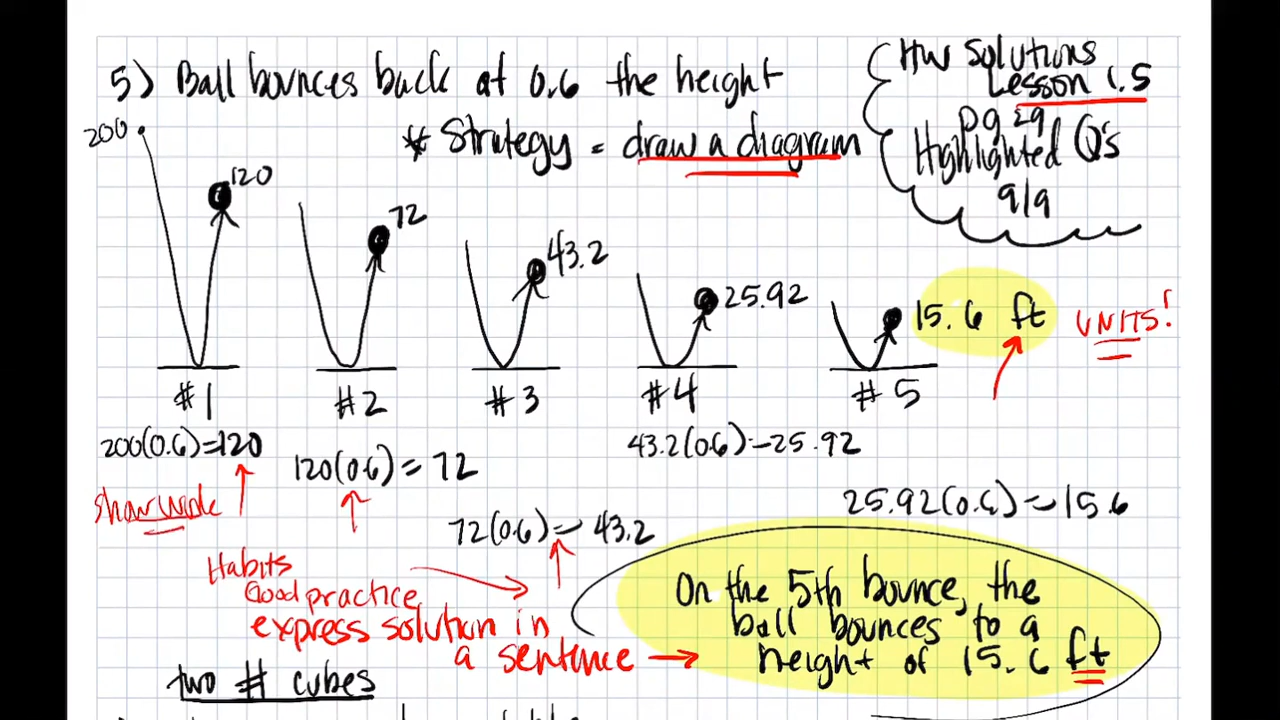 5) Ball bounces back at 0.6 the height
* Strategy = draw a diagram
HW Solutions
Lesson 1.5
pg 29
Highlighted Q's
9/9
200
120
72
43.2
25.92
15.6 ft
UNITS!
#1
#2
#3
#4
#5
200(0.6)=120
120(0.6)=72
72(0.6)=43.2
43.2(0.6)=25.92
25.92(0.6)=15.6
show work
Habits
Good practice
express solution in
a sentence →
On the 5th bounce, the
ball bounces to a
height of 15.6 ft
two # cubes